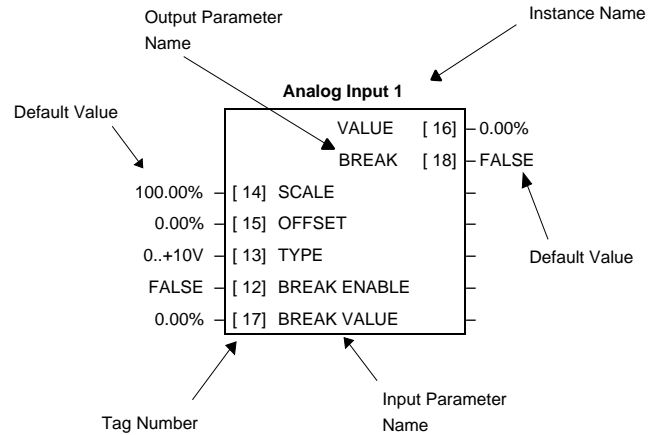 Output Parameter
Name
Instance Name
Analog Input 1
Default Value
VALUE [ 16] 0.00%
BREAK [ 18] FALSE
100.00% [ 14] SCALE
0.00% [ 15] OFFSET
0..+10V [ 13] TYPE
Default Value
FALSE [ 12] BREAK ENABLE
0.00% [ 17] BREAK VALUE
Input Parameter
Name
Tag Number